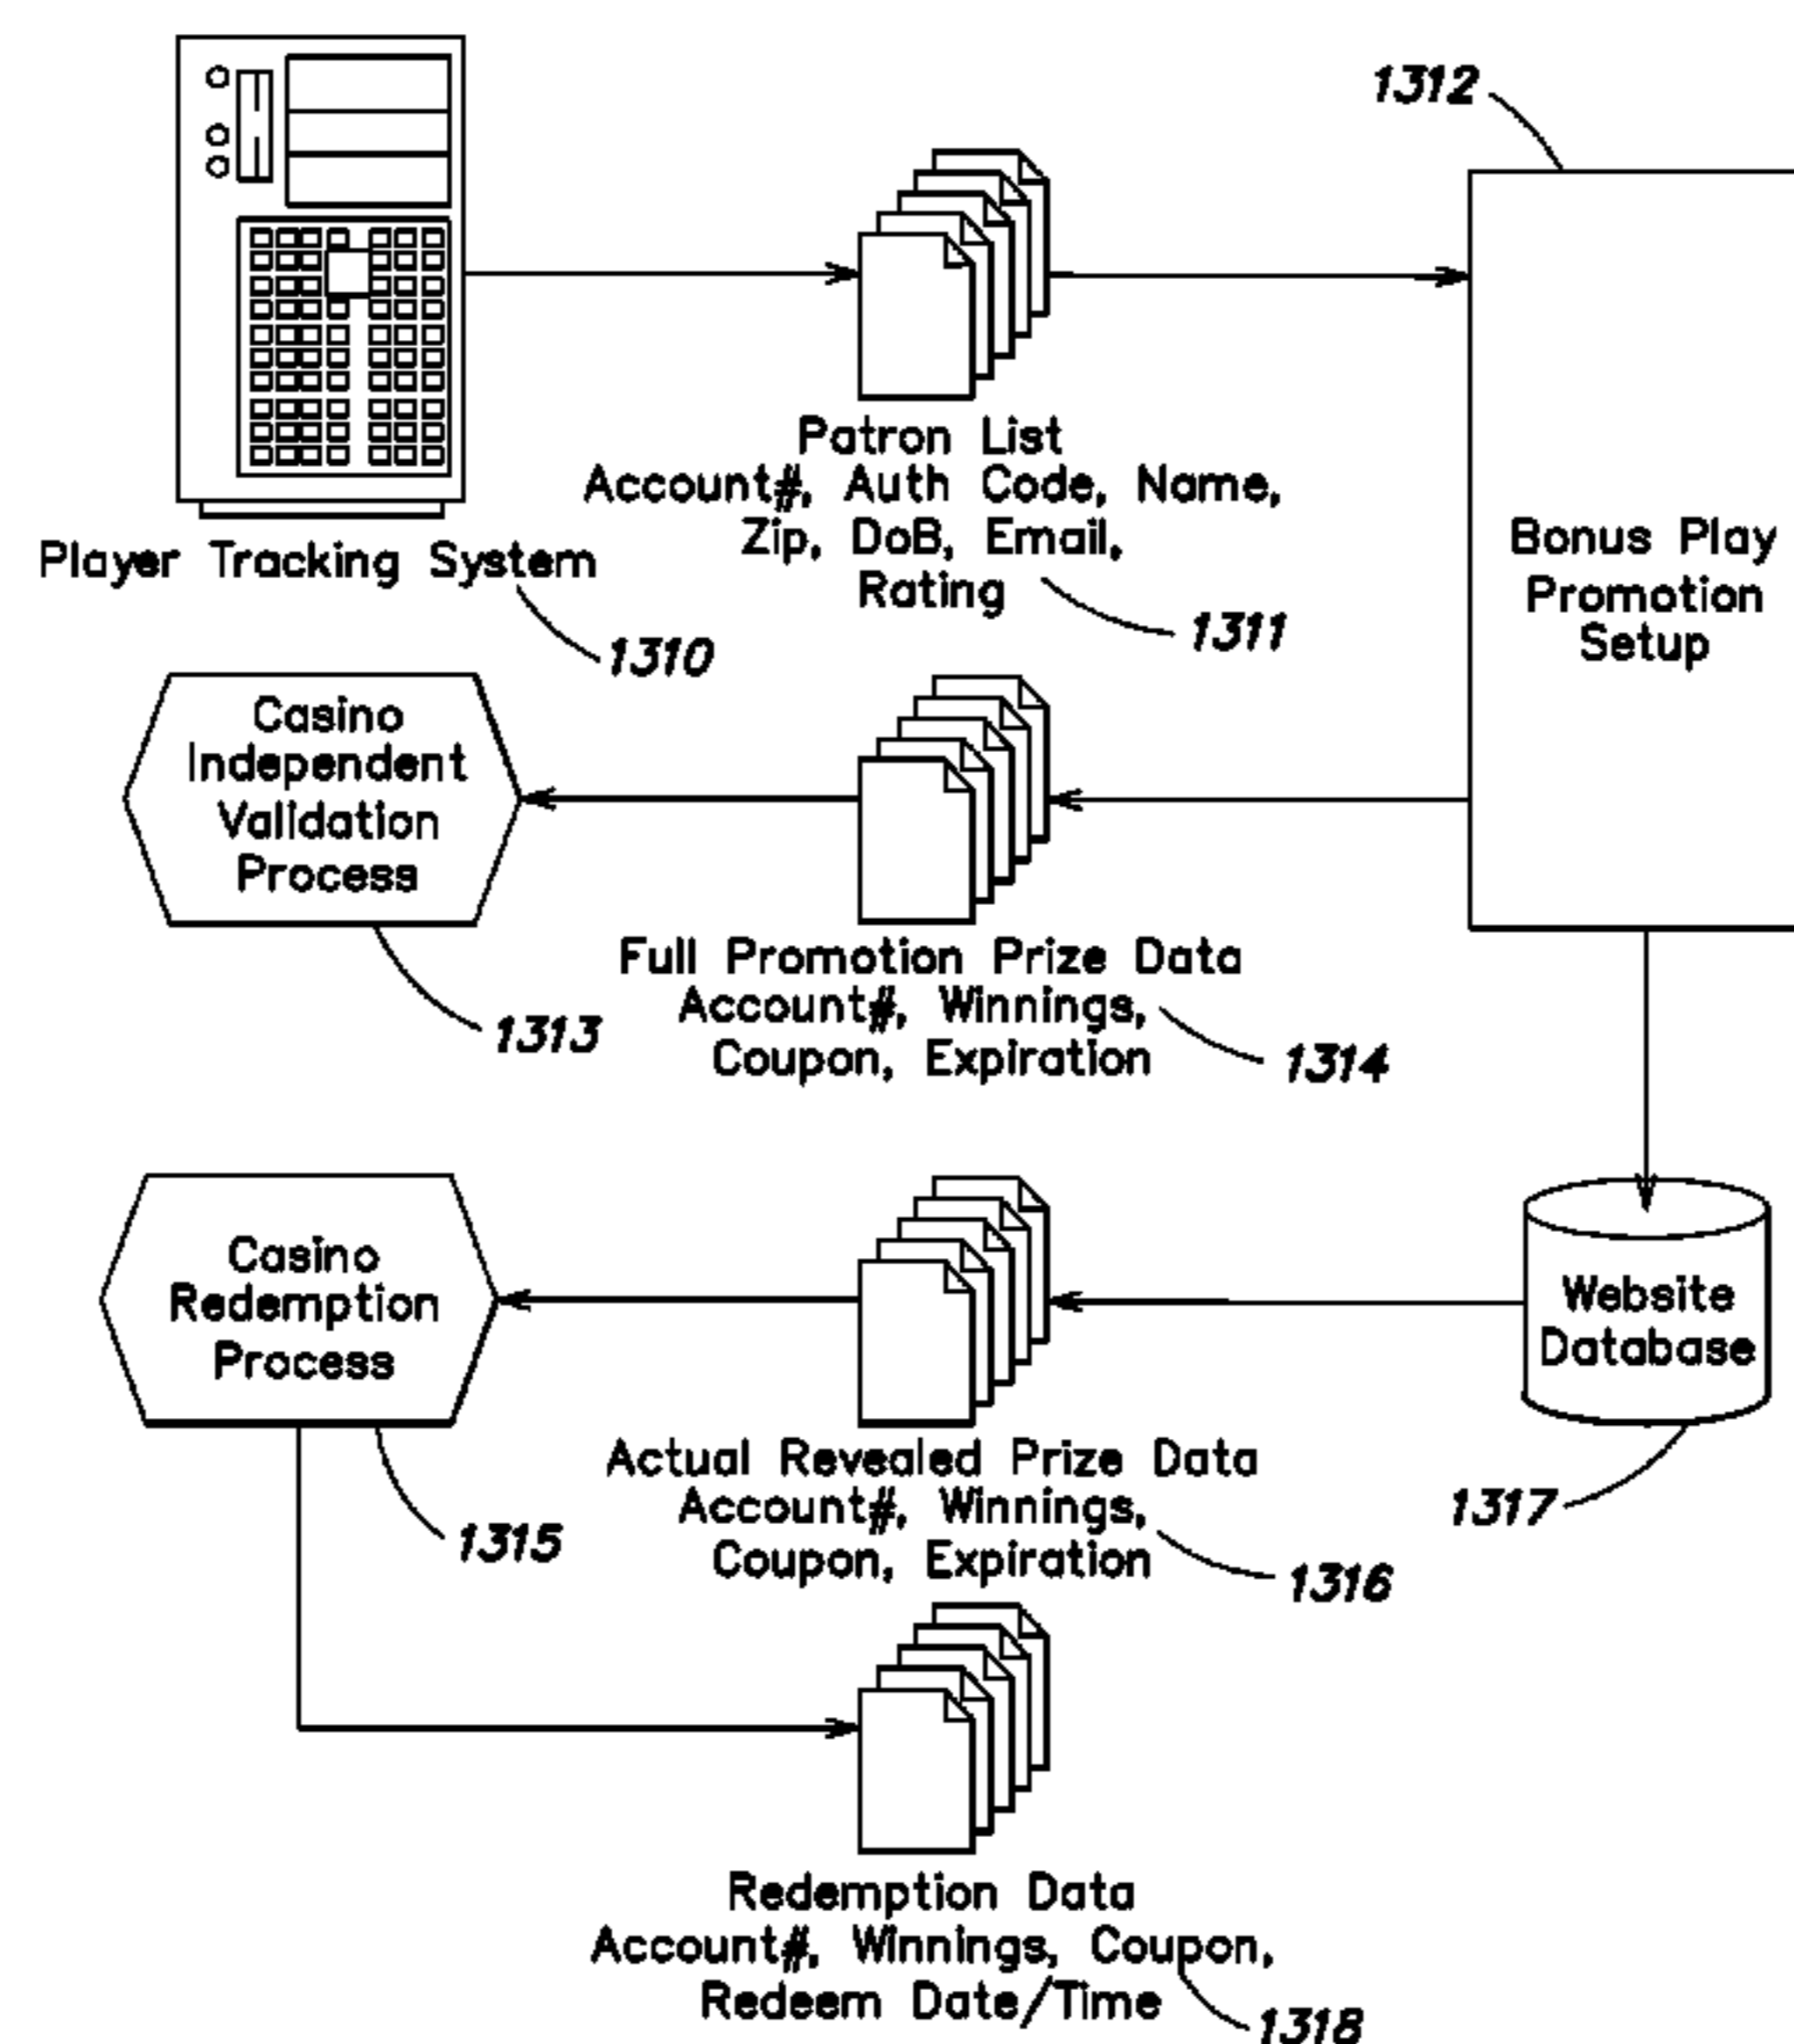 1312
Patron List
Account#, Auth Code, Name,
Zip, DoB, Email,
Rating
Player Tracking System
1310
1311
Bonus Play
Promotion
Setup
Casino
Independent
Validation
Process
1313
Full Promotion Prize Data
Account#, Winnings,
Coupon, Expiration
1314
Casino
Redemption
Process
1315
Website
Database
1317
Actual Revealed Prize Data
Account#, Winnings,
Coupon, Expiration
1316
Redemption Data
Account#, Winnings, Coupon,
Redeem Date/Time
1318